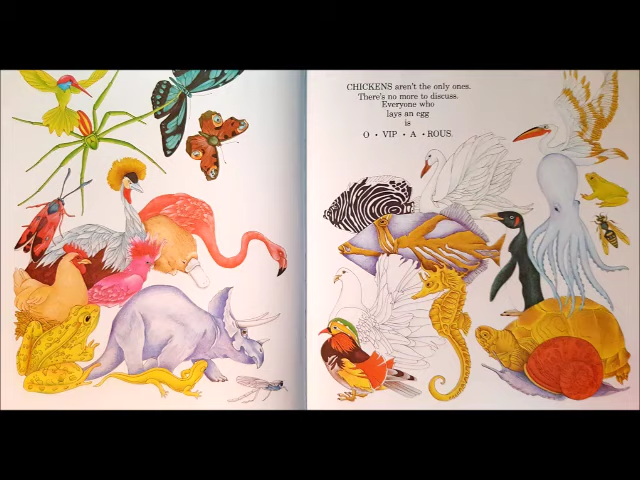 CHICKENS aren't the only ones.
There's no more to discuss.
Everyone who
lays an egg
is
O • VIP • A • ROUS.